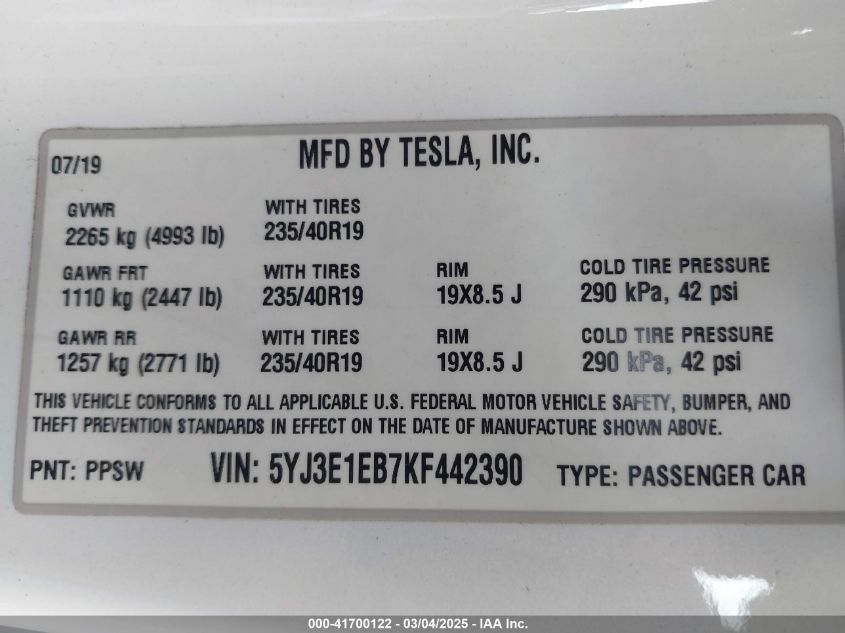 MFD BY TESLA, INC.
07/19
GVWR WITH TIRES
2265 kg (4993 lb) 235/40R19
GAWR FRT WITH TIRES RIM COLD TIRE PRESSURE
1110 kg (2447 lb) 235/40R19 19X8.5 J 290 kPa, 42 psi
GAWR RR WITH TIRES RIM COLD TIRE PRESSURE
1257 kg (2771 lb) 235/40R19 19X8.5 J 290 kPa, 42 psi
THIS VEHICLE CONFORMS TO ALL APPLICABLE U.S. FEDERAL MOTOR VEHICLE SAFETY, BUMPER, AND
THEFT PREVENTION STANDARDS IN EFFECT ON THE DATE OF MANUFACTURE SHOWN ABOVE.
PNT: PPSW VIN: 5YJ3E1EB7KF442390 TYPE: PASSENGER CAR
000-41700122 - 03/04/2025 - IAA Inc.